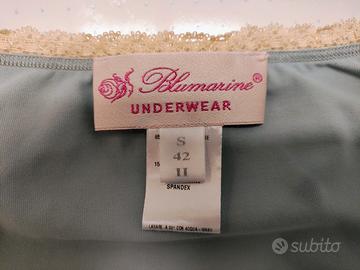 Blumarine®
UNDERWEAR
S
42
II
SPANDEX
subito